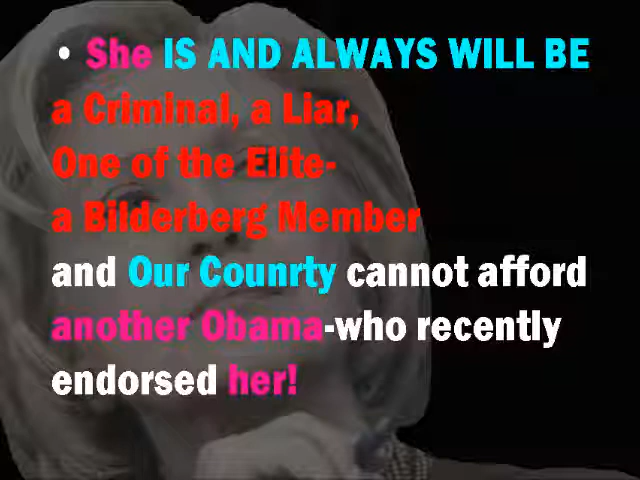 • She IS AND ALWAYS WILL BE
a Criminal, a Liar,
One of the Elite-
a Bilderberg Member
and Our Counrty cannot afford
another Obama-who recently
endorsed her!